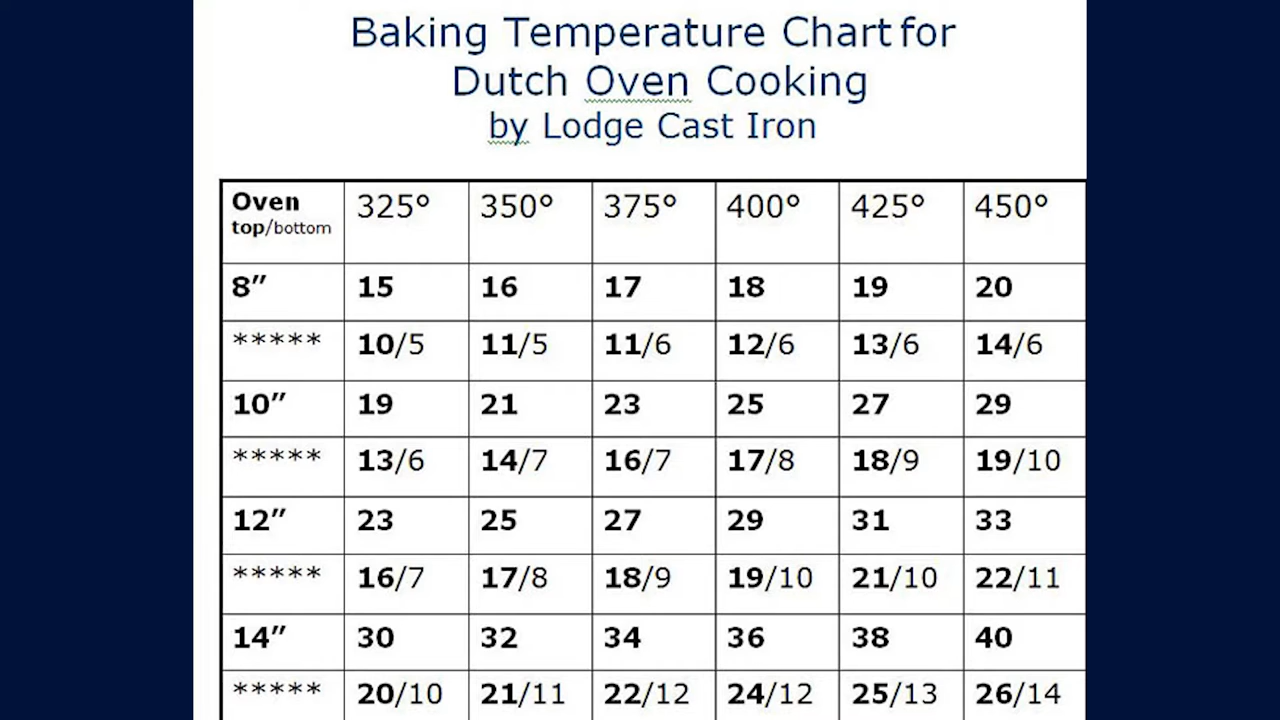 Baking Temperature Chart for
Dutch Oven Cooking
by Lodge Cast Iron
Oven top/bottom 325° 350° 375° 400° 425° 450°
8” 15 16 17 18 19 20
***** 10/5 11/5 11/6 12/6 13/6 14/6
10” 19 21 23 25 27 29
***** 13/6 14/7 16/7 17/8 18/9 19/10
12” 23 25 27 29 31 33
***** 16/7 17/8 18/9 19/10 21/10 22/11
14” 30 32 34 36 38 40
***** 20/10 21/11 22/12 24/12 25/13 26/14